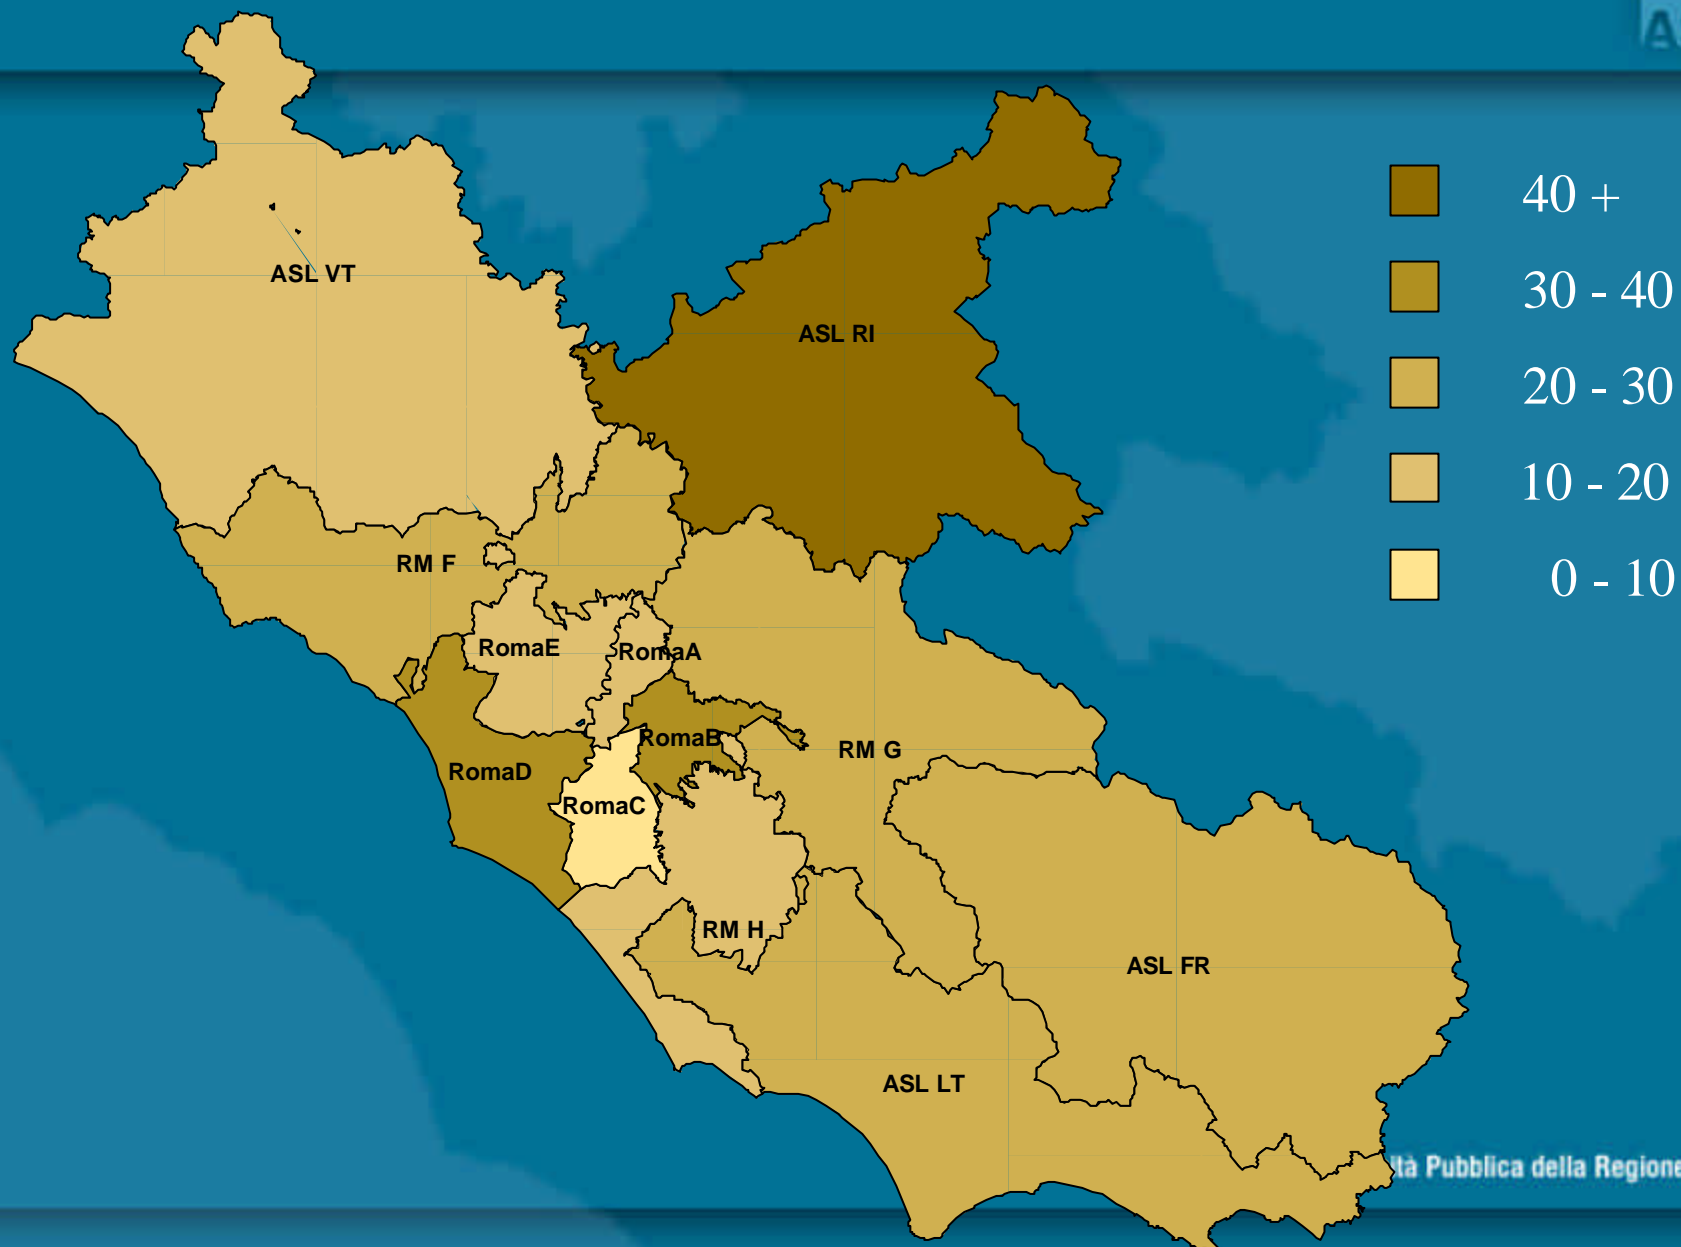 A
40 +
30 - 40
20 - 30
10 - 20
0 - 10
ASL VT
ASL RI
RM F
RomaE
RomaA
RomaB
RM G
RomaD
RomaC
RM H
ASL FR
ASL LT
tà Pubblica della Regione